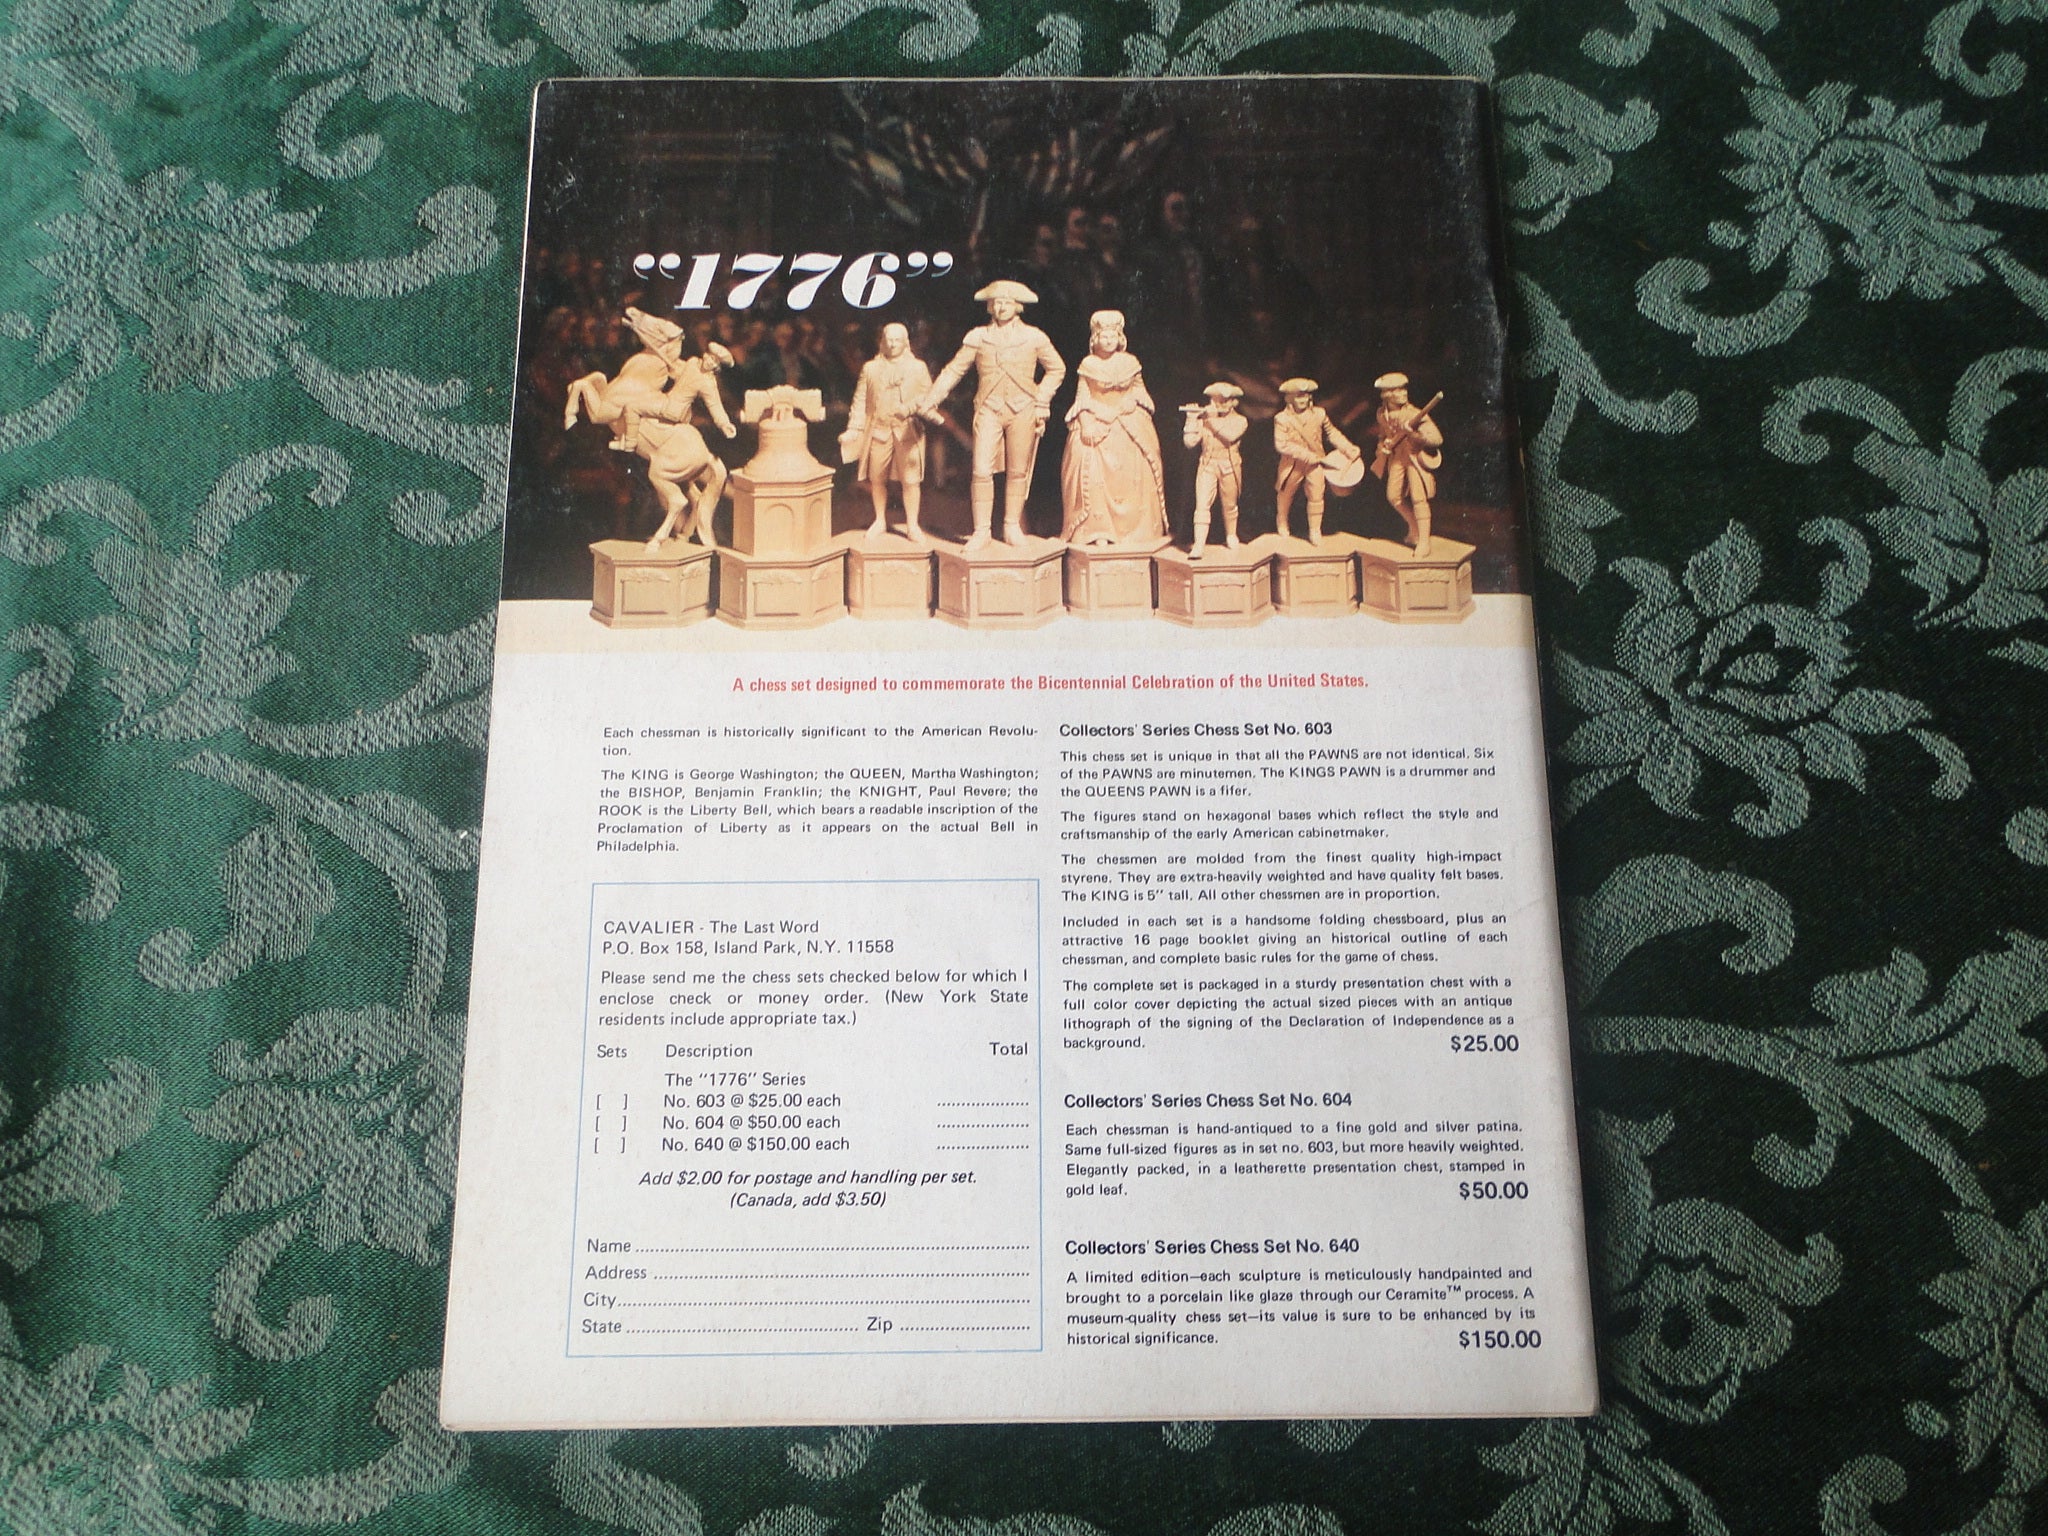 “1776”
A chess set designed to commemorate the Bicentennial Celebration of the United States.
Each chessman is historically significant to the American Revolu-
tion.
The KING is George Washington; the QUEEN, Martha Washington;
the BISHOP, Benjamin Franklin; the KNIGHT, Paul Revere; the
ROOK is the Liberty Bell, which bears a readable inscription of the
Proclamation of Liberty as it appears on the actual Bell in
Philadelphia.
CAVALIER - The Last Word
P.O. Box 158, Island Park, N.Y. 11558
Please send me the chess sets checked below for which I
enclose check or money order. (New York State
residents include appropriate tax.)
Sets Description Total
The "1776" Series
[ ] No. 603 @ $25.00 each ...................
[ ] No. 604 @ $50.00 each ...................
[ ] No. 640 @ $150.00 each ...................
Add $2.00 for postage and handling per set.
(Canada, add $3.50)
Name ................................................................................
Address ............................................................................
City...................................................................................
State ............................................... Zip ..........................
Collectors' Series Chess Set No. 603
This chess set is unique in that all the PAWNS are not identical. Six
of the PAWNS are minutemen. The KINGS PAWN is a drummer and
the QUEENS PAWN is a fifer.
The figures stand on hexagonal bases which reflect the style and
craftsmanship of the early American cabinetmaker.
The chessmen are molded from the finest quality high-impact
styrene. They are extra-heavily weighted and have quality felt bases.
The KING is 5" tall. All other chessmen are in proportion.
Included in each set is a handsome folding chessboard, plus an
attractive 16 page booklet giving an historical outline of each
chessman, and complete basic rules for the game of chess.
The complete set is packaged in a sturdy presentation chest with a
full color cover depicting the actual sized pieces with an antique
lithograph of the signing of the Declaration of Independence as a
background. $25.00
Collectors' Series Chess Set No. 604
Each chessman is hand-antiqued to a fine gold and silver patina.
Same full-sized figures as in set no. 603, but more heavily weighted.
Elegantly packed, in a leatherette presentation chest, stamped in
gold leaf. $50.00
Collectors' Series Chess Set No. 640
A limited edition—each sculpture is meticulously handpainted and
brought to a porcelain like glaze through our Ceramite™ process. A
museum-quality chess set—its value is sure to be enhanced by its
historical significance. $150.00